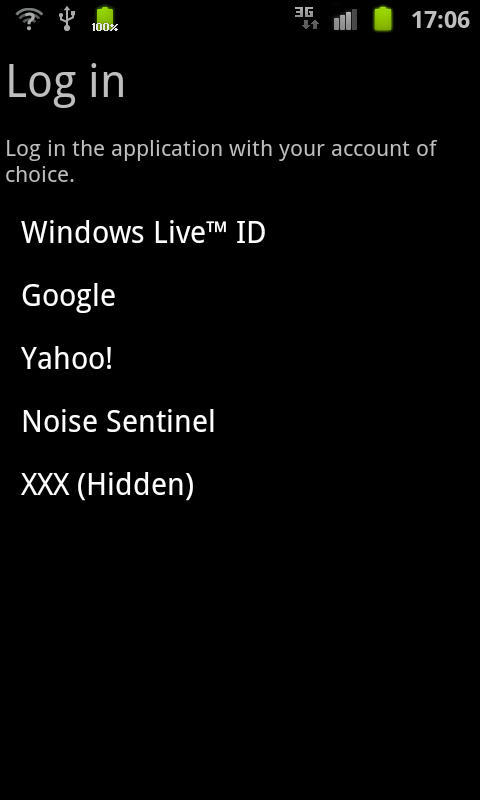 100%
3G
17:06
Log in
Log in the application with your account of
choice.
Windows Live™ ID
Google
Yahoo!
Noise Sentinel
XXX (Hidden)